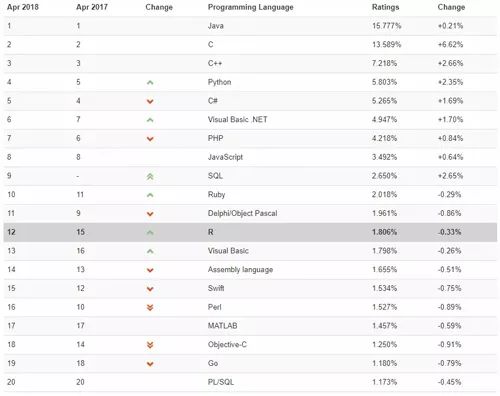 Apr 2018 Apr 2017 Change Programming Language Ratings Change
1 1 Java 15.777% +0.21%
2 2 C 13.589% +6.62%
3 3 C++ 7.218% +2.66%
4 5 Python 5.803% +2.35%
5 4 C# 5.265% +1.69%
6 7 Visual Basic .NET 4.947% +1.70%
7 6 PHP 4.218% +0.84%
8 8 JavaScript 3.492% +0.64%
9 - SQL 2.650% +2.65%
10 11 Ruby 2.018% -0.29%
11 9 Delphi/Object Pascal 1.961% -0.86%
12 15 R 1.806% -0.33%
13 16 Visual Basic 1.798% -0.26%
14 13 Assembly language 1.655% -0.51%
15 12 Swift 1.534% -0.75%
16 10 Perl 1.527% -0.89%
17 17 MATLAB 1.457% -0.59%
18 14 Objective-C 1.250% -0.91%
19 18 Go 1.180% -0.79%
20 20 PL/SQL 1.173% -0.45%